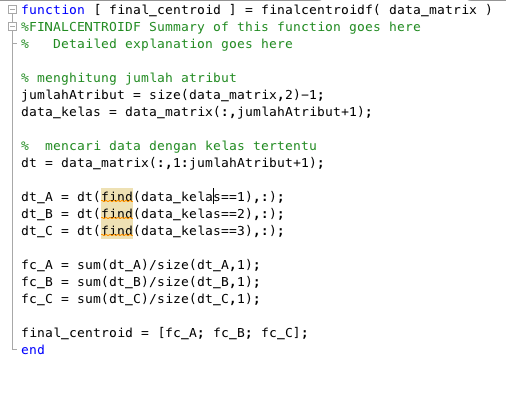 function [ final_centroid ] = finalcentroidf( data_matrix )
%FINALCENTROIDF Summary of this function goes here
%   Detailed explanation goes here
% menghitung jumlah atribut
jumlahAtribut = size(data_matrix,2)-1;
data_kelas = data_matrix(:,jumlahAtribut+1);
%  mencari data dengan kelas tertentu
dt = data_matrix(:,1:jumlahAtribut+1);
dt_A = dt(find(data_kelas==1),:);
dt_B = dt(find(data_kelas==2),:);
dt_C = dt(find(data_kelas==3),:);
fc_A = sum(dt_A)/size(dt_A,1);
fc_B = sum(dt_B)/size(dt_B,1);
fc_C = sum(dt_C)/size(dt_C,1);
final_centroid = [fc_A; fc_B; fc_C];
end